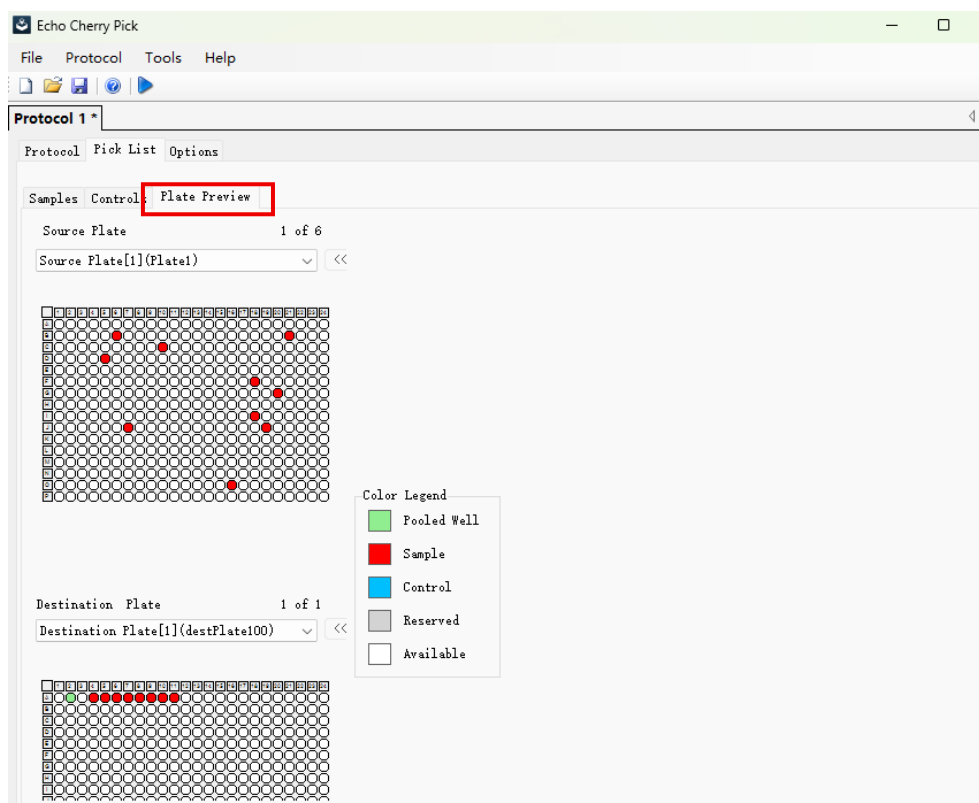 Echo Cherry Pick
File Protocol Tools Help
Protocol 1 *
Protocol Pick List Options
Samples Controls Plate Preview
Source Plate 1 of 6
Source Plate[1](Plate1) <<
Color Legend
Pooled Well
Sample
Control
Reserved
Available
Destination Plate 1 of 1
Destination Plate[1](destPlate100) <<